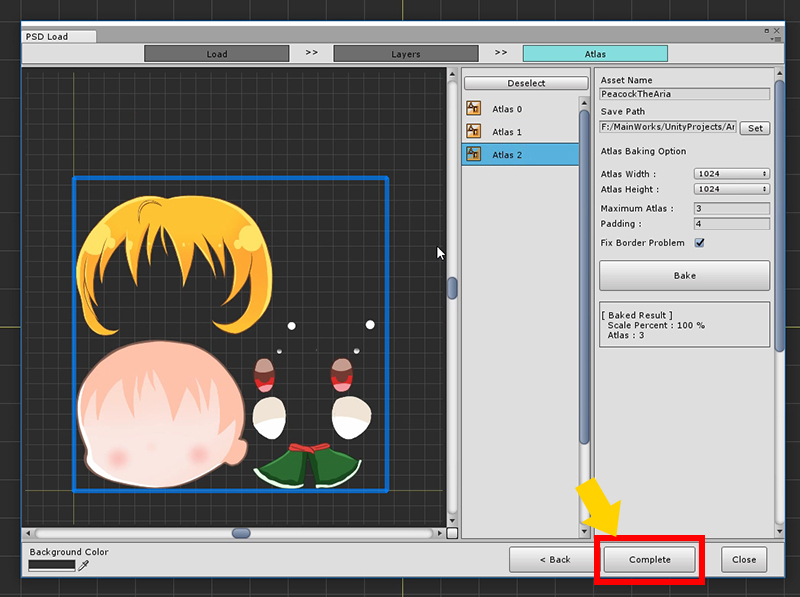 PSD Load
Load >> Layers >> Atlas
Deselect
Atlas 0
Atlas 1
Atlas 2
Asset Name
PeacockTheAria
Save Path
F:/MainWorks/UnityProjects/Ar Set
Atlas Baking Option
Atlas Width : 1024
Atlas Height : 1024
Maximum Atlas : 3
Padding : 4
Fix Border Problem
Bake
[ Baked Result ]
Scale Percent : 100 %
Atlas : 3
Background Color
< Back Complete Close